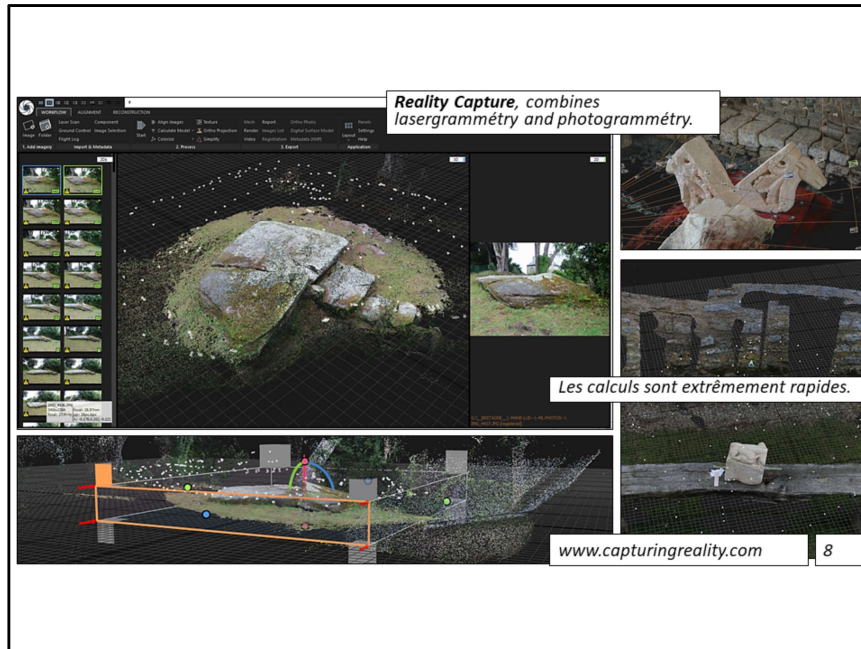 Reality Capture, combines
lasergrammétry and photogrammétry.
WORKFLOW ALIGNMENT RECONSTRUCTION
Image Folder
Laser Scan Component
Ground Control Image Selection
Flight Log
Start
Align Images Texture
Calculate Model Ortho Projection
Colorize Simplify
Mesh Report Ortho Photo
Render Images List Digital Surface Model
Video Registration Metadata (XMP)
Layout
Panels
Settings
Help
1. Add imagery Import & Metadata 2. Process 3. Export Application
3D
2D
Les calculs sont extrêmement rapides.
www.capturingreality.com
8